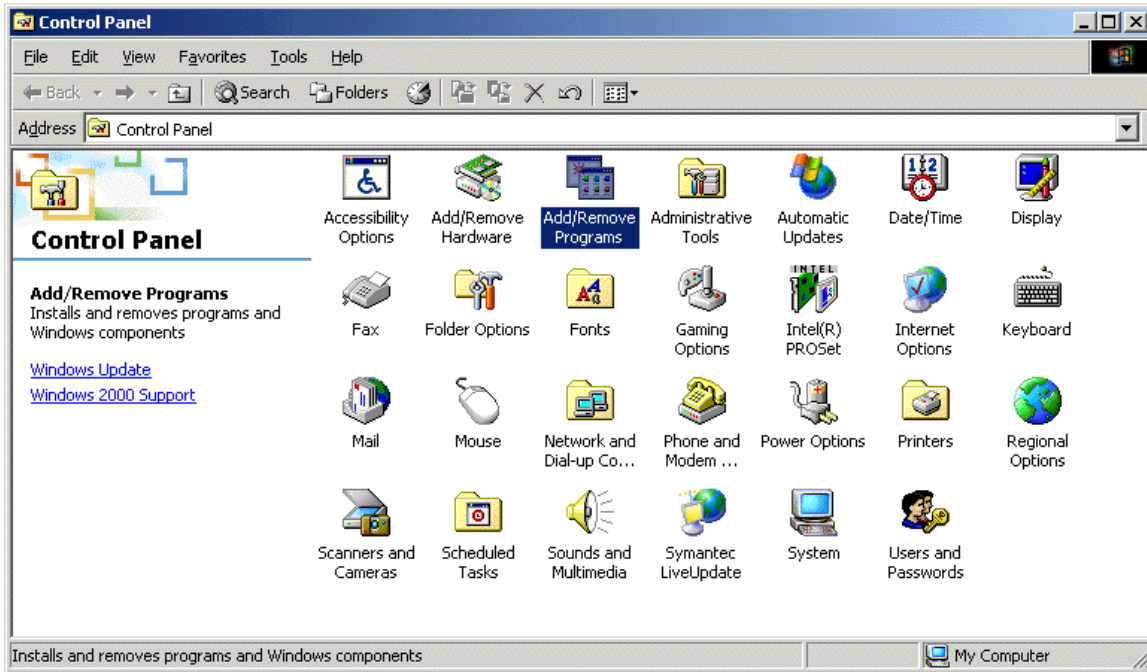 Control Panel
File Edit View Favorites Tools Help
Back Search Folders
Address Control Panel
Control Panel
Add/Remove Programs
Installs and removes programs and
Windows components
Windows Update
Windows 2000 Support
Accessibility
Options
Add/Remove
Hardware
Add/Remove
Programs
Administrative
Tools
Automatic
Updates
1 2
Date/Time
Display
Fax
Folder Options
Fonts
Gaming
Options
INTEL
Intel(R)
PROSet
Internet
Options
Keyboard
Mail
Mouse
Network and
Dial-up Co...
Phone and
Modem ...
Power Options
Printers
Regional
Options
Scanners and
Cameras
Scheduled
Tasks
Sounds and
Multimedia
Symantec
LiveUpdate
System
Users and
Passwords
Installs and removes programs and Windows components My Computer